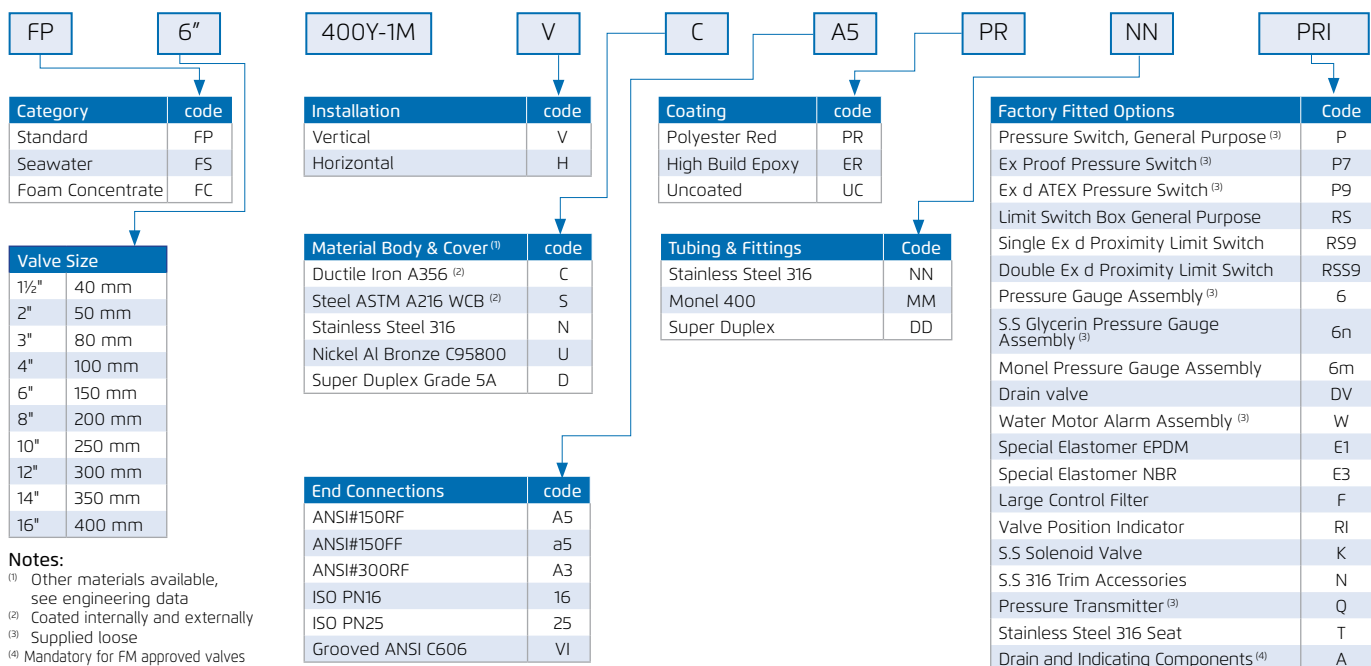 FP 6" 400Y-1M V C A5 PR NN PRI
Category code
Standard FP
Seawater FS
Foam Concentrate FC
Valve Size
1½" 40 mm
2" 50 mm
3" 80 mm
4" 100 mm
6" 150 mm
8" 200 mm
10" 250 mm
12" 300 mm
14" 350 mm
16" 400 mm
Notes:
(1) Other materials available,
see engineering data
(2) Coated internally and externally
(3) Supplied loose
(4) Mandatory for FM approved valves
Installation code
Vertical V
Horizontal H
Material Body & Cover (1) code
Ductile Iron A356 (2) C
Steel ASTM A216 WCB (2) S
Stainless Steel 316 N
Nickel Al Bronze C95800 U
Super Duplex Grade 5A D
End Connections code
ANSI#150RF A5
ANSI#150FF a5
ANSI#300RF A3
ISO PN16 16
ISO PN25 25
Grooved ANSI C606 VI
Coating code
Polyester Red PR
High Build Epoxy ER
Uncoated UC
Tubing & Fittings Code
Stainless Steel 316 NN
Monel 400 MM
Super Duplex DD
Factory Fitted Options Code
Pressure Switch, General Purpose (3) P
Ex Proof Pressure Switch (3) P7
Ex d ATEX Pressure Switch (3) P9
Limit Switch Box General Purpose RS
Single Ex d Proximity Limit Switch RS9
Double Ex d Proximity Limit Switch RSS9
Pressure Gauge Assembly (3) 6
S.S Glycerin Pressure Gauge
Assembly (3) 6n
Monel Pressure Gauge Assembly 6m
Drain valve DV
Water Motor Alarm Assembly (3) W
Special Elastomer EPDM E1
Special Elastomer NBR E3
Large Control Filter F
Valve Position Indicator RI
S.S Solenoid Valve K
S.S 316 Trim Accessories N
Pressure Transmitter (3) Q
Stainless Steel 316 Seat T
Drain and Indicating Components (4) A